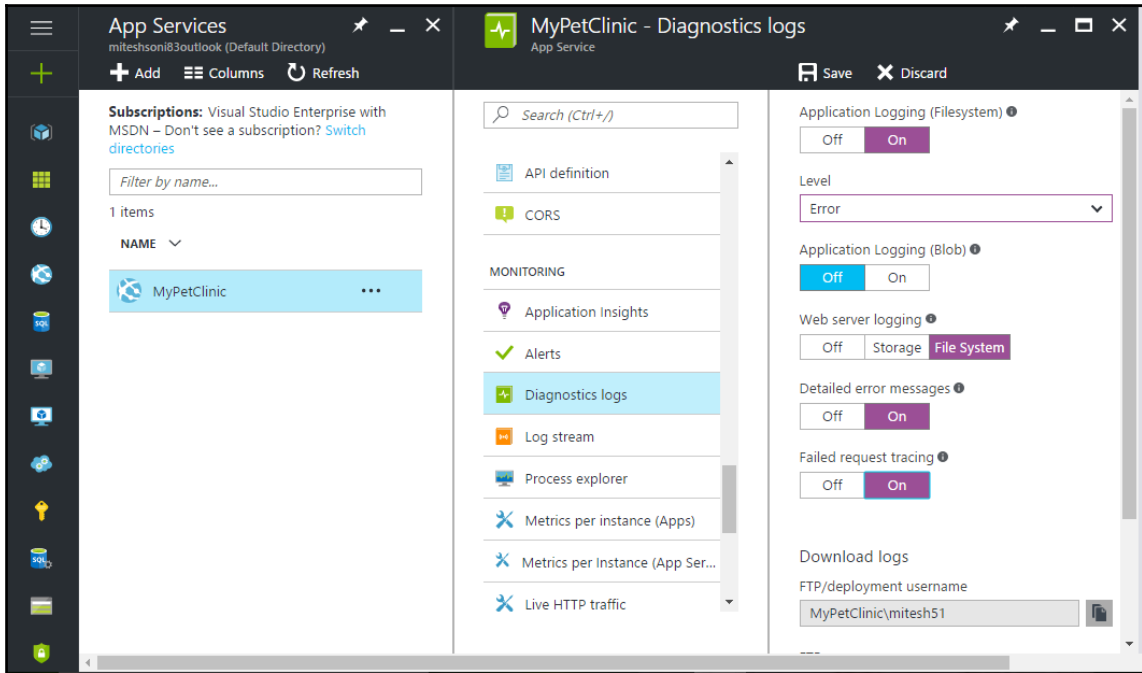 App Services
miteshsoni83outlook (Default Directory)
Add Columns Refresh
Subscriptions: Visual Studio Enterprise with
MSDN – Don't see a subscription? Switch
directories
Filter by name...
1 items
NAME
MyPetClinic
...
SQL
SQL
MyPetClinic - Diagnostics logs
App Service
Search (Ctrl+/)
API definition
CORS
MONITORING
Application Insights
Alerts
Diagnostics logs
Log stream
Process explorer
Metrics per instance (Apps)
Metrics per Instance (App Ser...
Live HTTP traffic
Save Discard
Application Logging (Filesystem)
Off On
Level
Error
Application Logging (Blob)
Off On
Web server logging
Off Storage File System
Detailed error messages
Off On
Failed request tracing
Off On
Download logs
FTP/deployment username
MyPetClinic\mitesh51